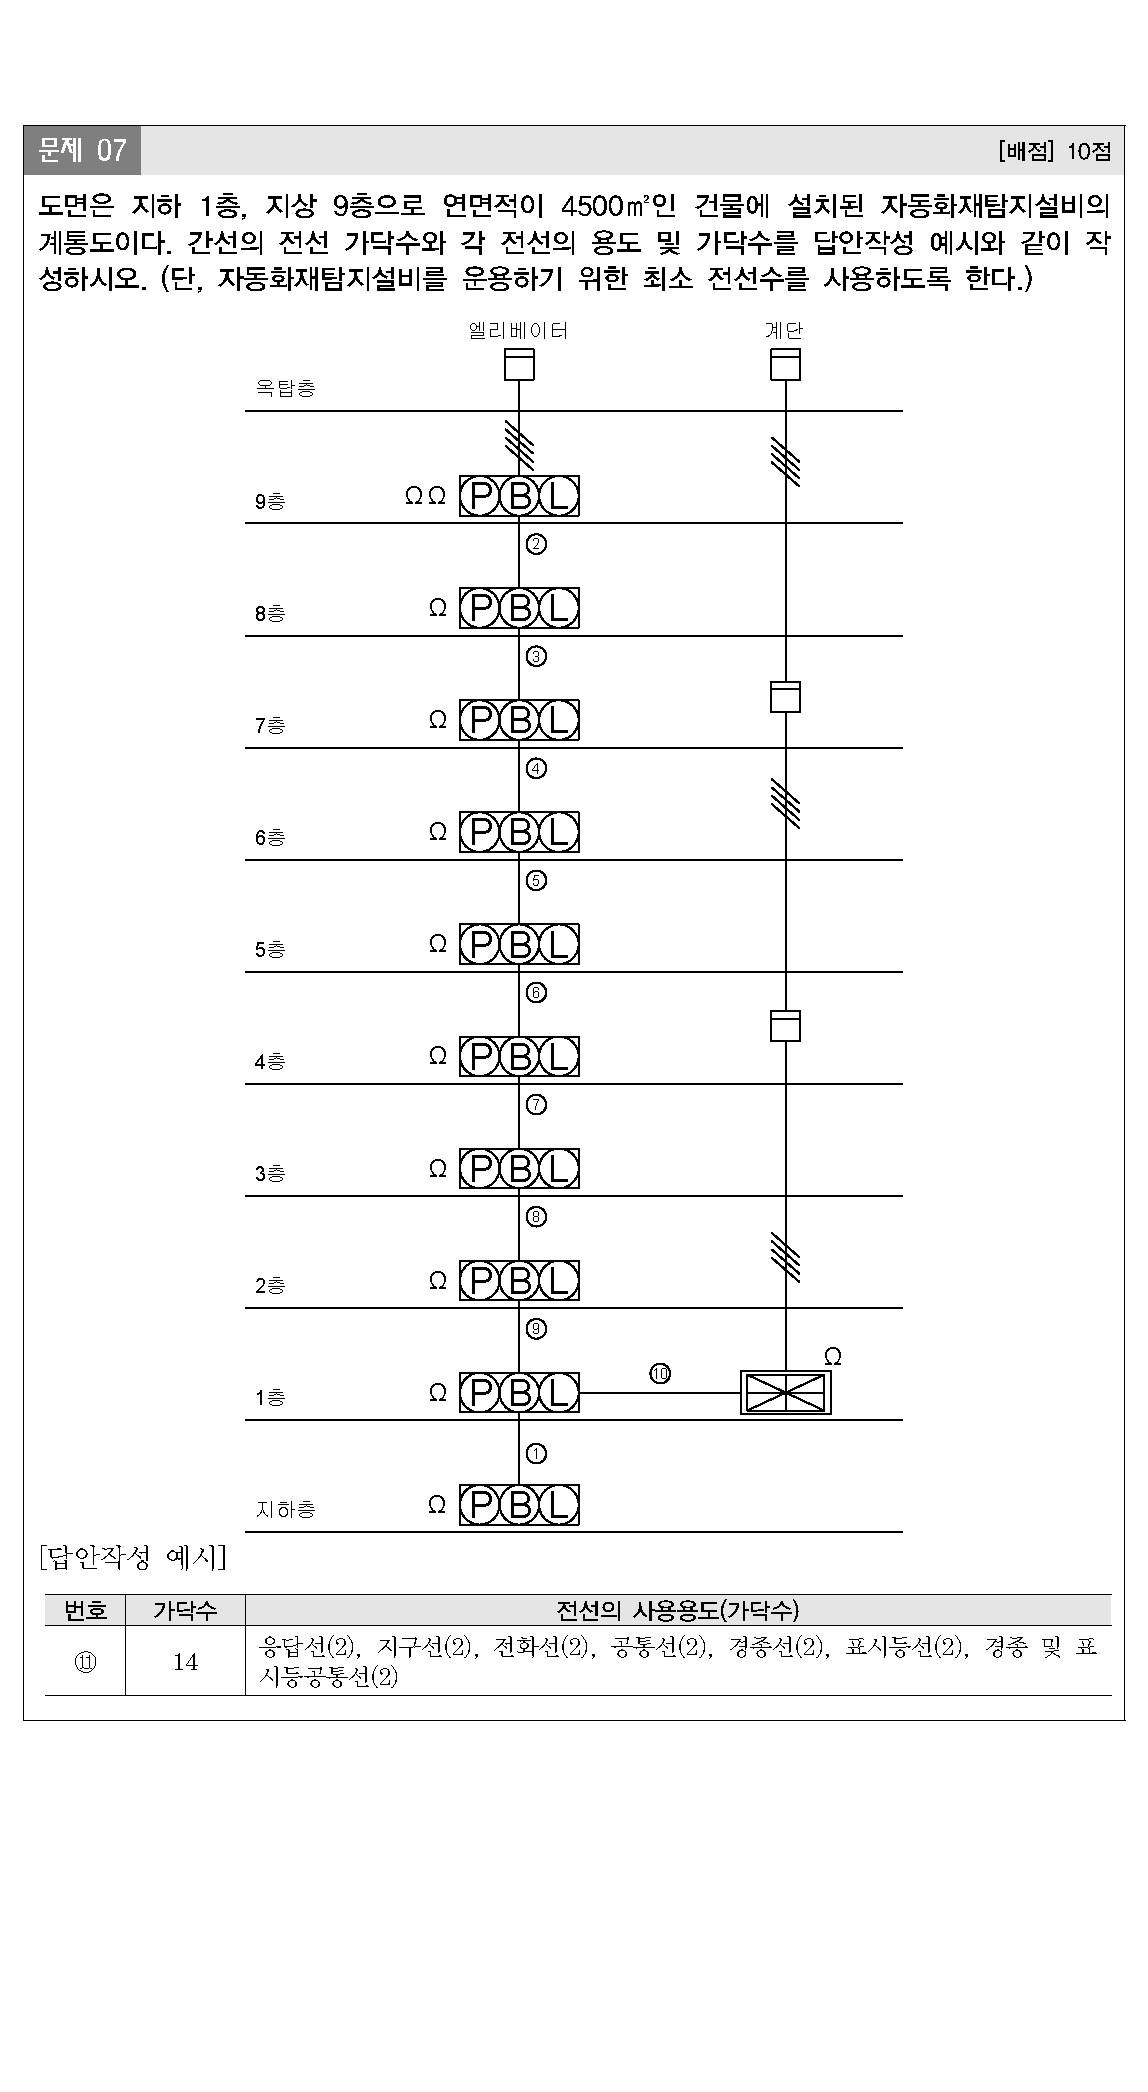 문제 07 [배점] 10점
도면은 지하 1층, 지상 9층으로 연면적이 4500㎡인 건물에 설치된 자동화재탐지설비의
계통도이다. 간선의 전선 가닥수와 각 전선의 용도 및 가닥수를 답안작성 예시와 같이 작
성하시오. (단, 자동화재탐지설비를 운용하기 위한 최소 전선수를 사용하도록 한다.)
엘리베이터 계단
옥탑층
9층 Ω Ω P B L
②
8층 Ω P B L
③
7층 Ω P B L
④
6층 Ω P B L
⑤
5층 Ω P B L
⑥
4층 Ω P B L
⑦
3층 Ω P B L
⑧
2층 Ω P B L
⑨
1층 Ω P B L ⑩ Ω
①
지하층 Ω P B L
[답안작성 예시]
번호 가닥수 전선의 사용용도(가닥수)
⑪ 14 응답선(2), 지구선(2), 전화선(2), 공통선(2), 경종선(2), 표시등선(2), 경종 및 표
시등공통선(2)